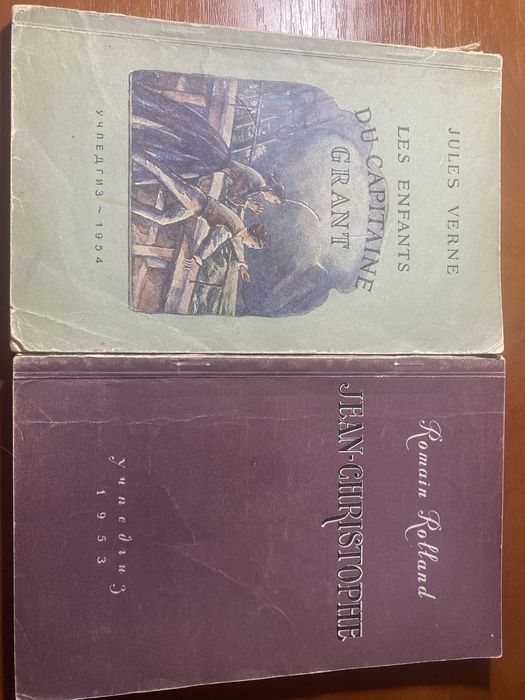 JULES VERNE
LES ENFANTS
DU CAPITAINE
GRANT
УЧПЕДГИЗ ~ 1954
Romain Rolland
JEAN-CHRISTOPHE
Учпедгиз
1953